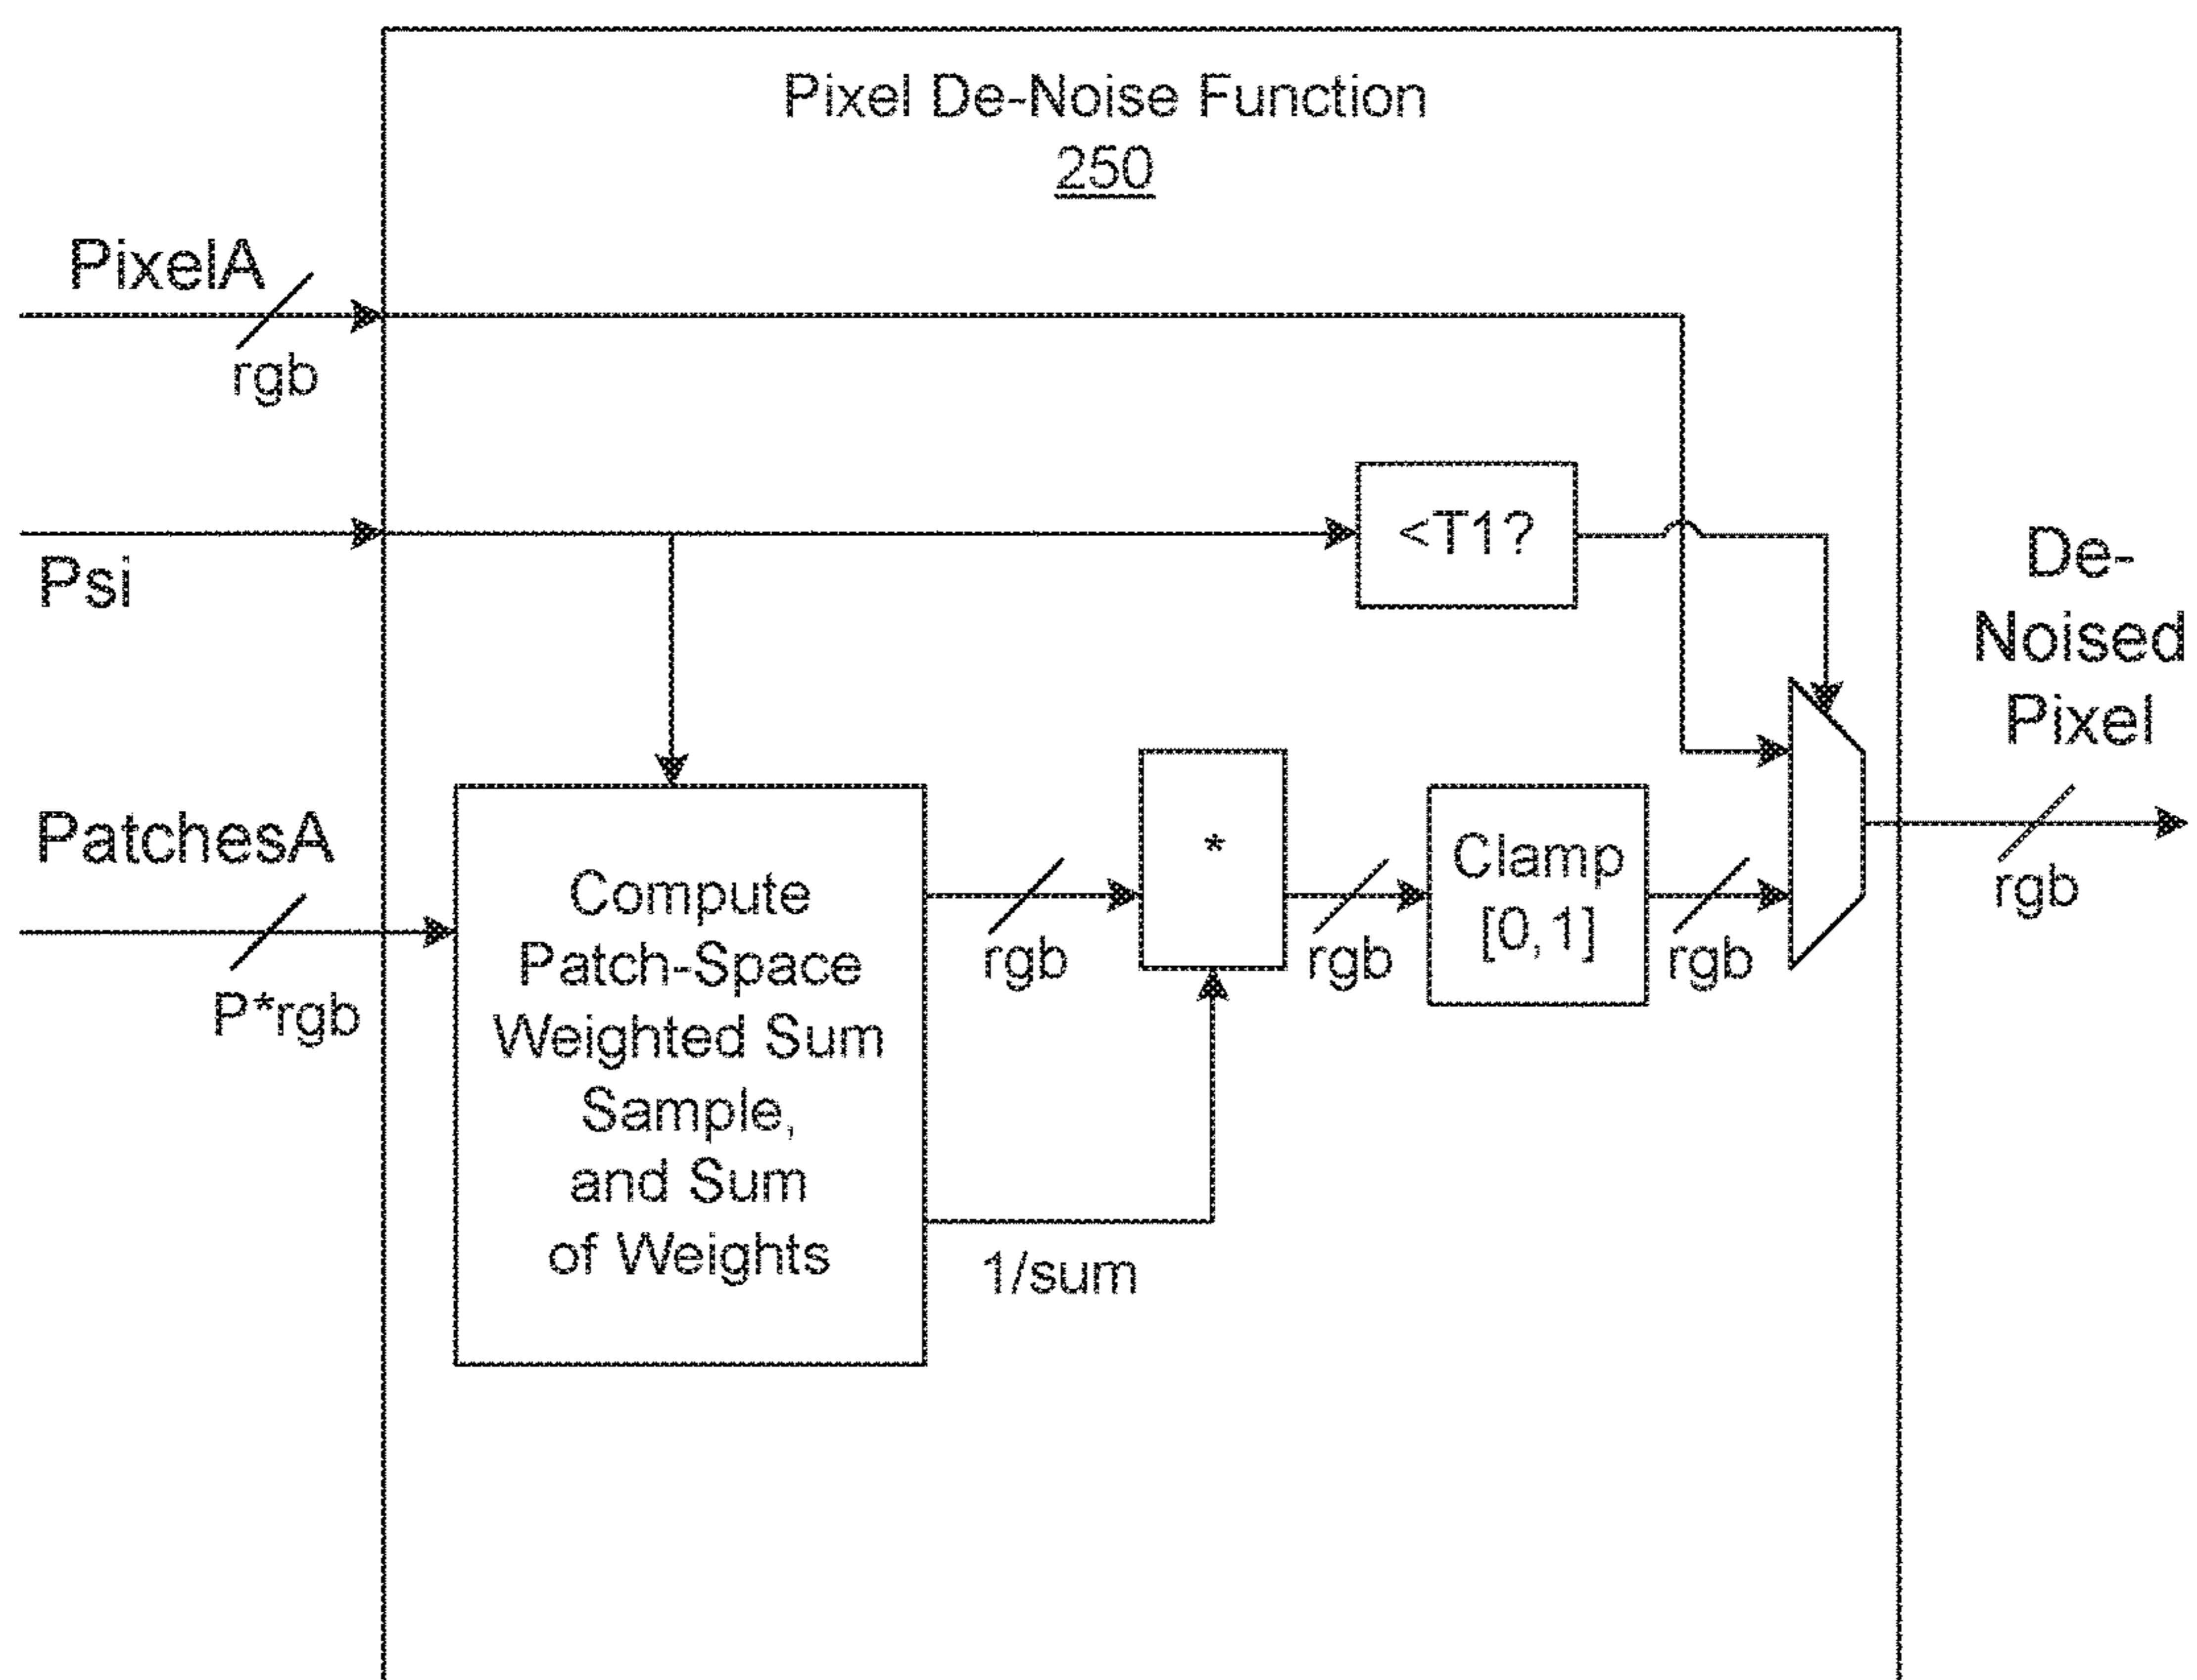 Pixel De-Noise Function
250
PixelA
rgb
Psi
<T1?
De-
Noised
Pixel
rgb
PatchesA
P*rgb
Compute
Patch-Space
Weighted Sum
Sample,
and Sum
of Weights
rgb
*
rgb
Clamp
[0,1]
rgb
1/sum